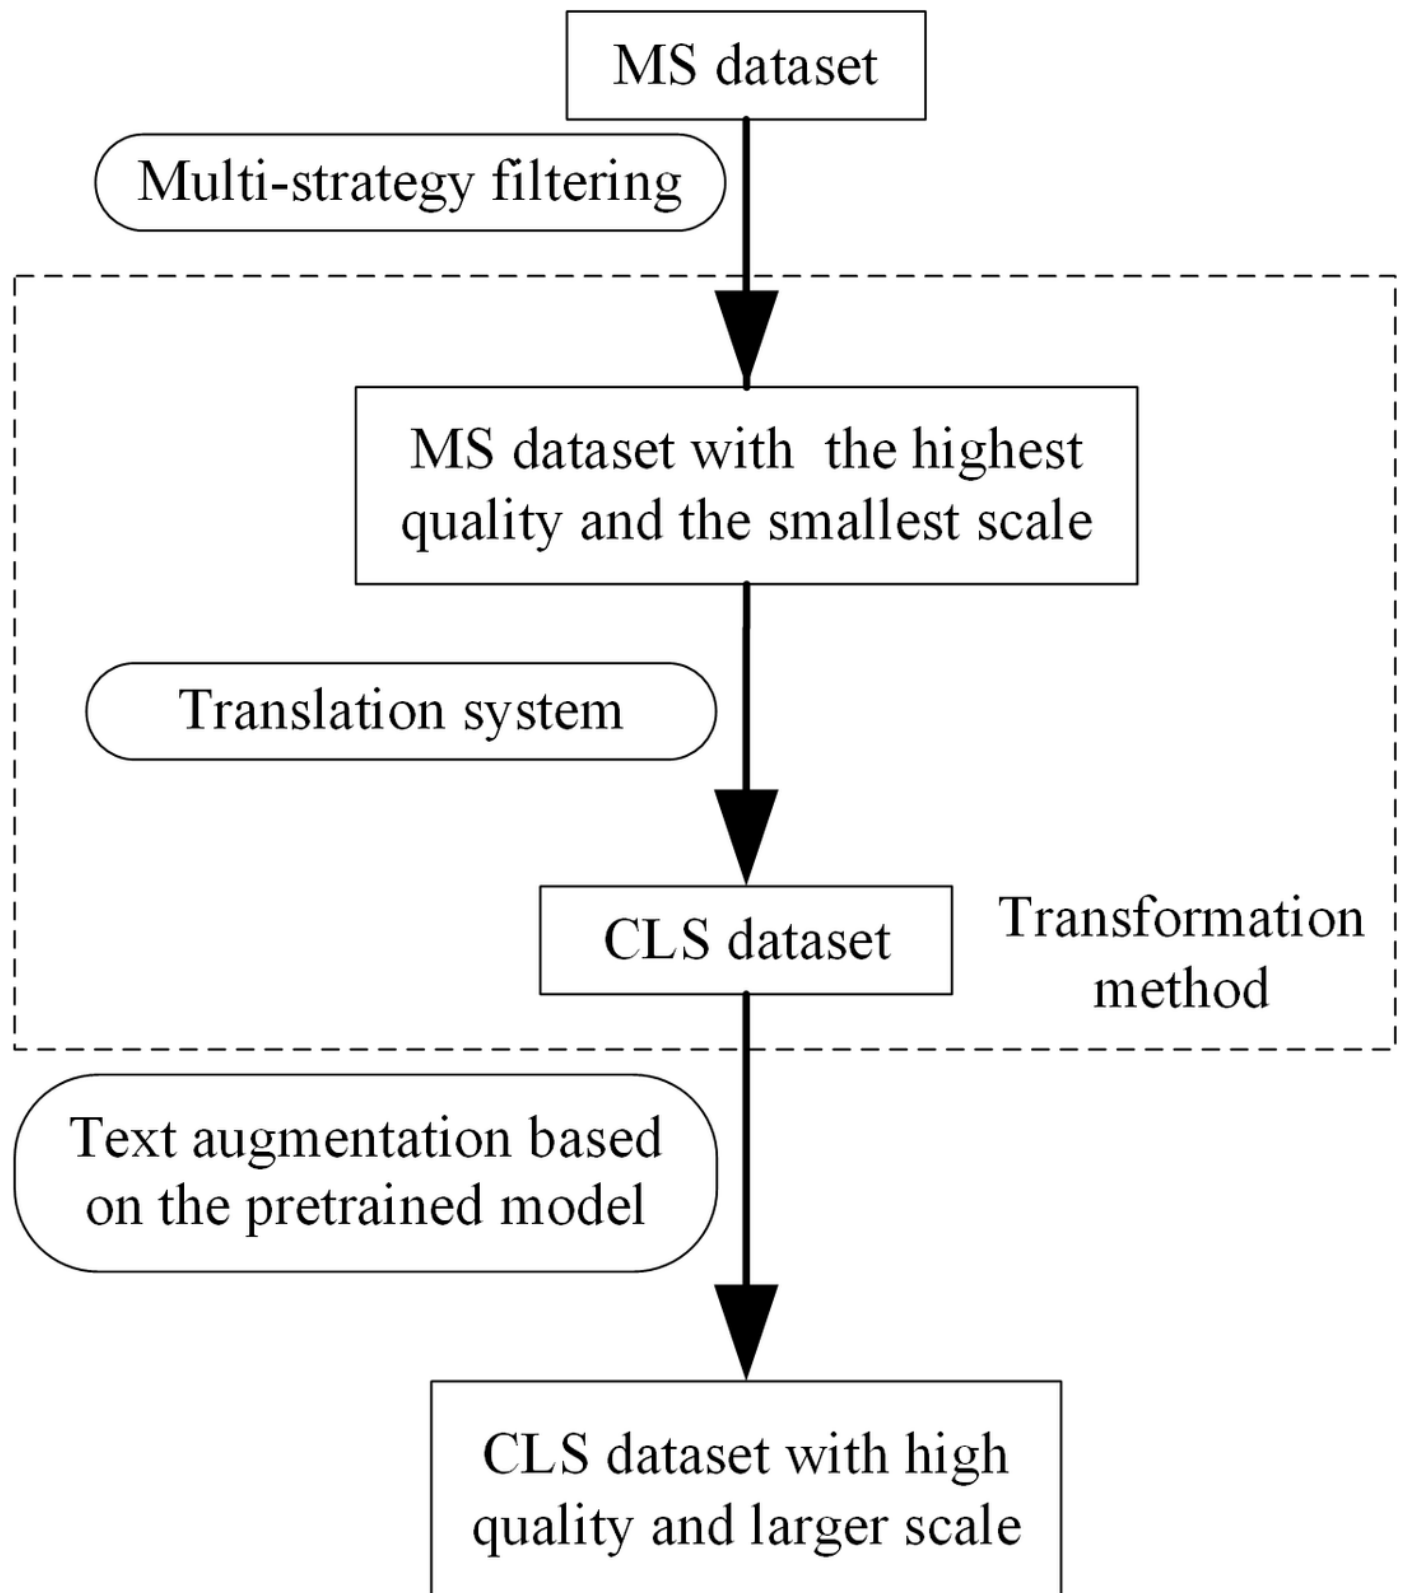 MS dataset
Multi-strategy filtering
MS dataset with the highest
quality and the smallest scale
Translation system
CLS dataset
Transformation
method
Text augmentation based
on the pretrained model
CLS dataset with high
quality and larger scale